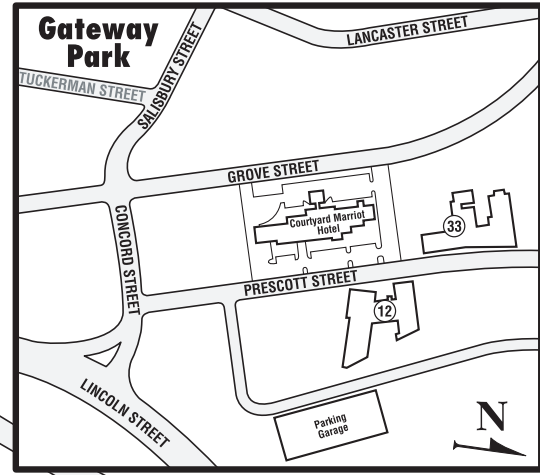 Gateway
Park
LANCASTER STREET
TUCKERMAN STREET
SALISBURY STREET
GROVE STREET
Courtyard Marriot
Hotel
33
CONCORD STREET
PRESCOTT STREET
12
LINCOLN STREET
Parking
Garage
N